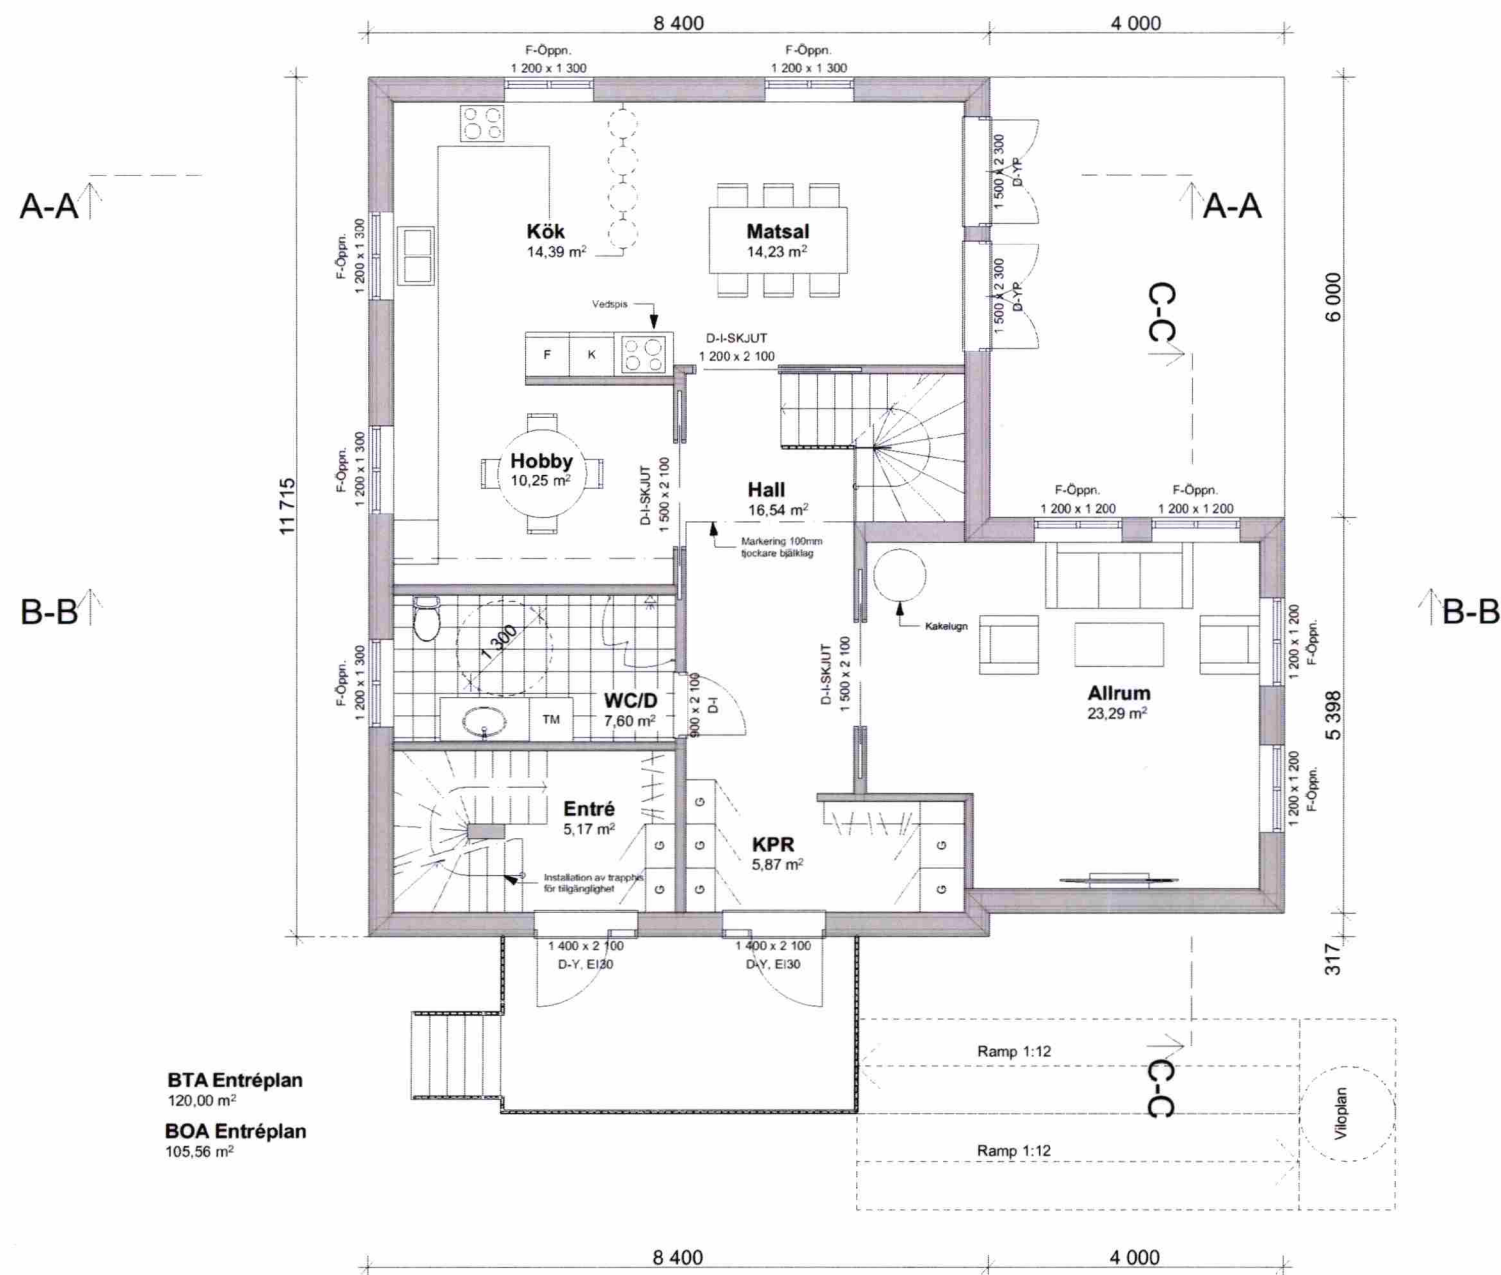 8 400
4 000
F-Öppn.
1 200 x 1 300
F-Öppn.
1 200 x 1 300
A-A
A-A
1 500 x 2 300
D-YP
F-Öppn.
1 200 x 1 300
Kök
14,39 m²
Matsal
14,23 m²
1 500 x 2 300
D-YP
C-C
6 000
Vedspis
F
K
D-I-SKJUT
1 200 x 2 100
11 715
F-Öppn.
1 200 x 1 300
Hobby
10,25 m²
D-I-SKJUT
1 500 x 2 100
Hall
16,54 m²
F-Öppn.
1 200 x 1 200
F-Öppn.
1 200 x 1 200
Markering 100mm
tjockare bjälklag
B-B
B-B
1 300
Kakelugn
1 200 x 1 200
F-Öppn.
F-Öppn.
1 200 x 1 300
WC/D
7,60 m²
TM
900 x 2 100
D-I
D-I-SKJUT
1 500 x 2 100
Allrum
23,29 m²
5 398
1 200 x 1 200
F-Öppn.
Entré
5,17 m²
G
G
G
G
G
G
G
KPR
5,87 m²
Installation av trapphis
för tillgänglighet
1 400 x 2 100
D-Y, EI30
1 400 x 2 100
D-Y, EI30
317
Ramp 1:12
C-C
Viloplan
Ramp 1:12
BTA Entréplan
120,00 m²
BOA Entréplan
105,56 m²
8 400
4 000